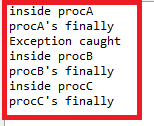 inside procA
procA's finally
Exception caught
inside procB
procB's finally
inside procC
procC's finally